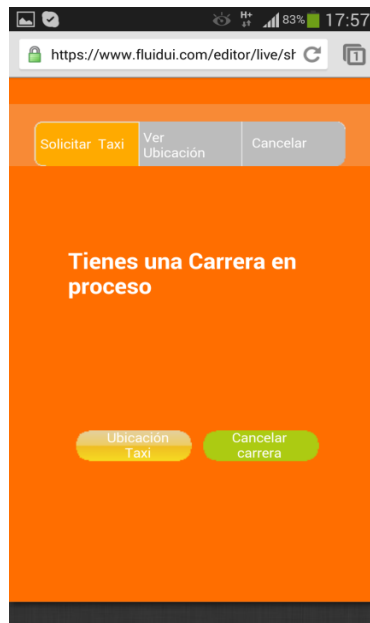 H+ 83% 17:57
https://www.fluidui.com/editor/live/sh 1
Solicitar Taxi
Ver
Ubicación
Cancelar
Tienes una Carrera en
proceso
Ubicación
Taxi
Cancelar
carrera